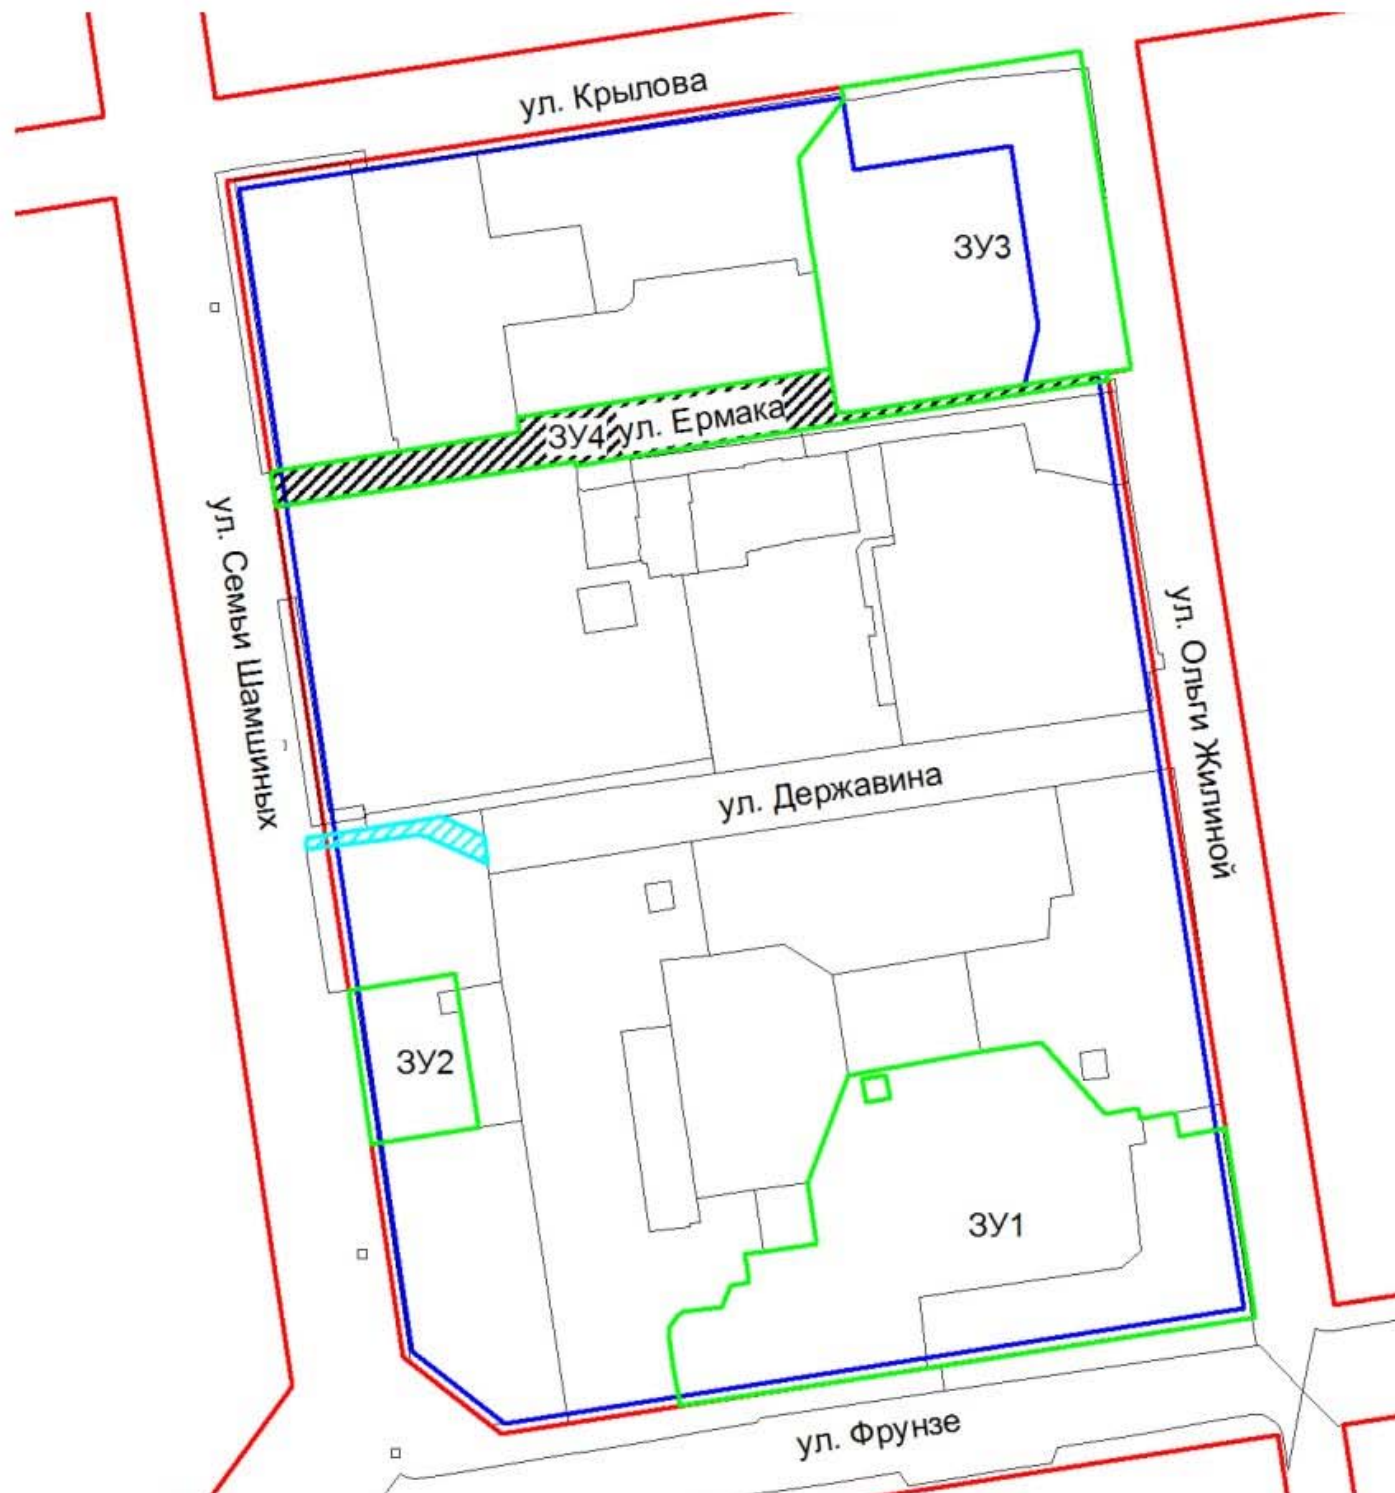 ул. Крылова
ЗУ3
ЗУ4 ул. Ермака
ул. Семьи Шамшиных
ул. Ольги Жилиной
ул. Державина
ЗУ2
ЗУ1
ул. Фрунзе